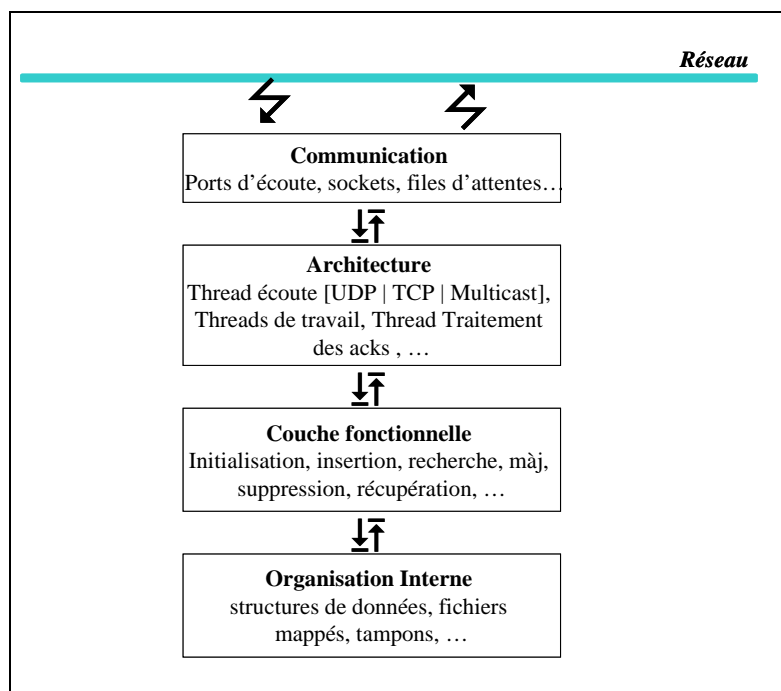 Réseau
Communication
Ports d’écoute, sockets, files d’attentes…
Architecture
Thread écoute [UDP | TCP | Multicast],
Threads de travail, Thread Traitement
des acks , …
Couche fonctionnelle
Initialisation, insertion, recherche, màj,
suppression, récupération, …
Organisation Interne
structures de données, fichiers
mappés, tampons, …